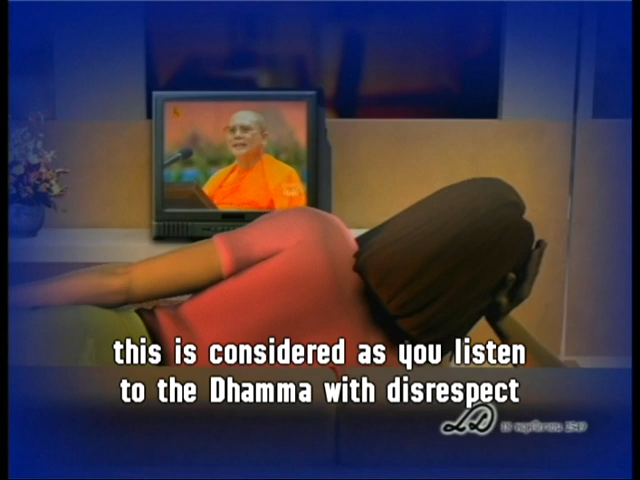 this is considered as you listen
to the Dhamma with disrespect